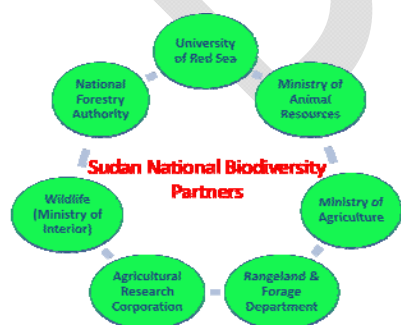 University
of Red Sea
National
Forestry
Authority
Ministry of
Animal
Resources
Sudan National Biodiversity
Partners
Wildlife
(Ministry of
Interior)
Ministry of
Agriculture
Agricultural
Research
Corporation
Rangeland &
Forage
Department